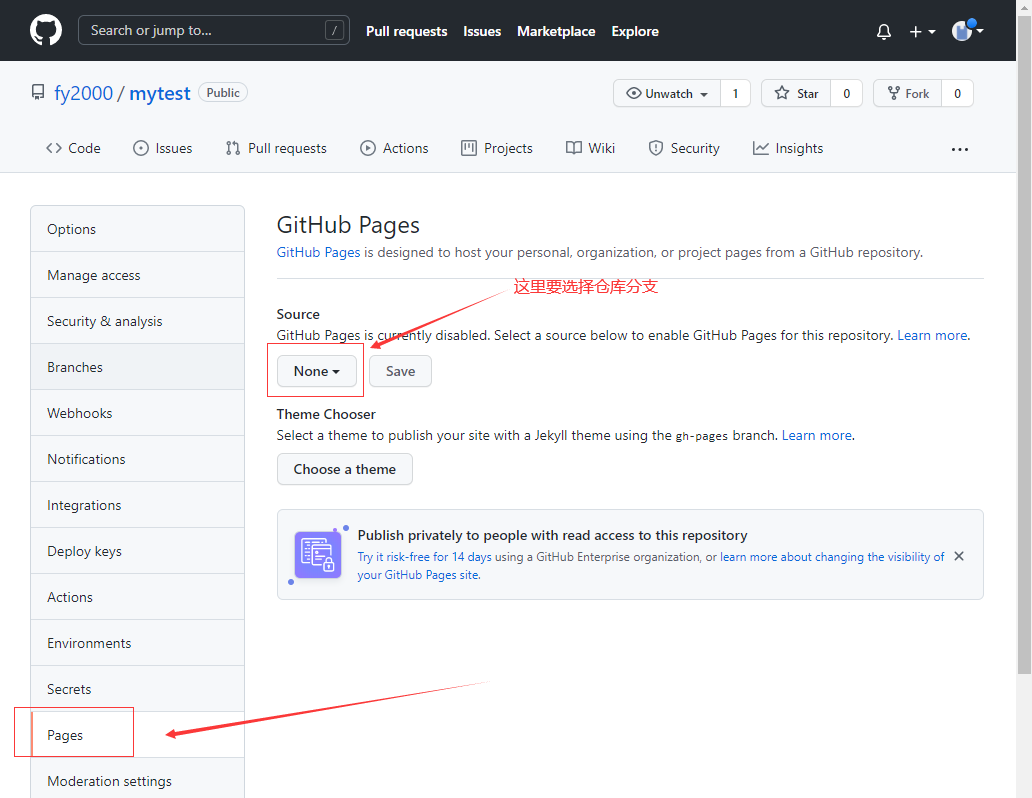 Search or jump to... / Pull requests Issues Marketplace Explore
fy2000 / mytest Public Unwatch 1 Star 0 Fork 0
Code Issues Pull requests Actions Projects Wiki Security Insights ...
Options
Manage access
Security & analysis
Branches
Webhooks
Notifications
Integrations
Deploy keys
Actions
Environments
Secrets
Pages
Moderation settings
GitHub Pages
GitHub Pages is designed to host your personal, organization, or project pages from a GitHub repository.
这里要选择仓库分支
Source
GitHub Pages is currently disabled. Select a source below to enable GitHub Pages for this repository. Learn more.
None Save
Theme Chooser
Select a theme to publish your site with a Jekyll theme using the gh-pages branch. Learn more.
Choose a theme
Publish privately to people with read access to this repository
Try it risk-free for 14 days using a GitHub Enterprise organization, or learn more about changing the visibility of
your GitHub Pages site.